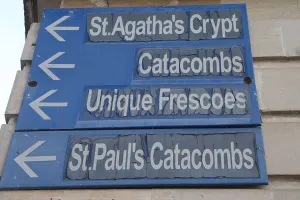 St.Agatha's Crypt
Catacombs
Unique Frescoes
St.Paul's Catacombs